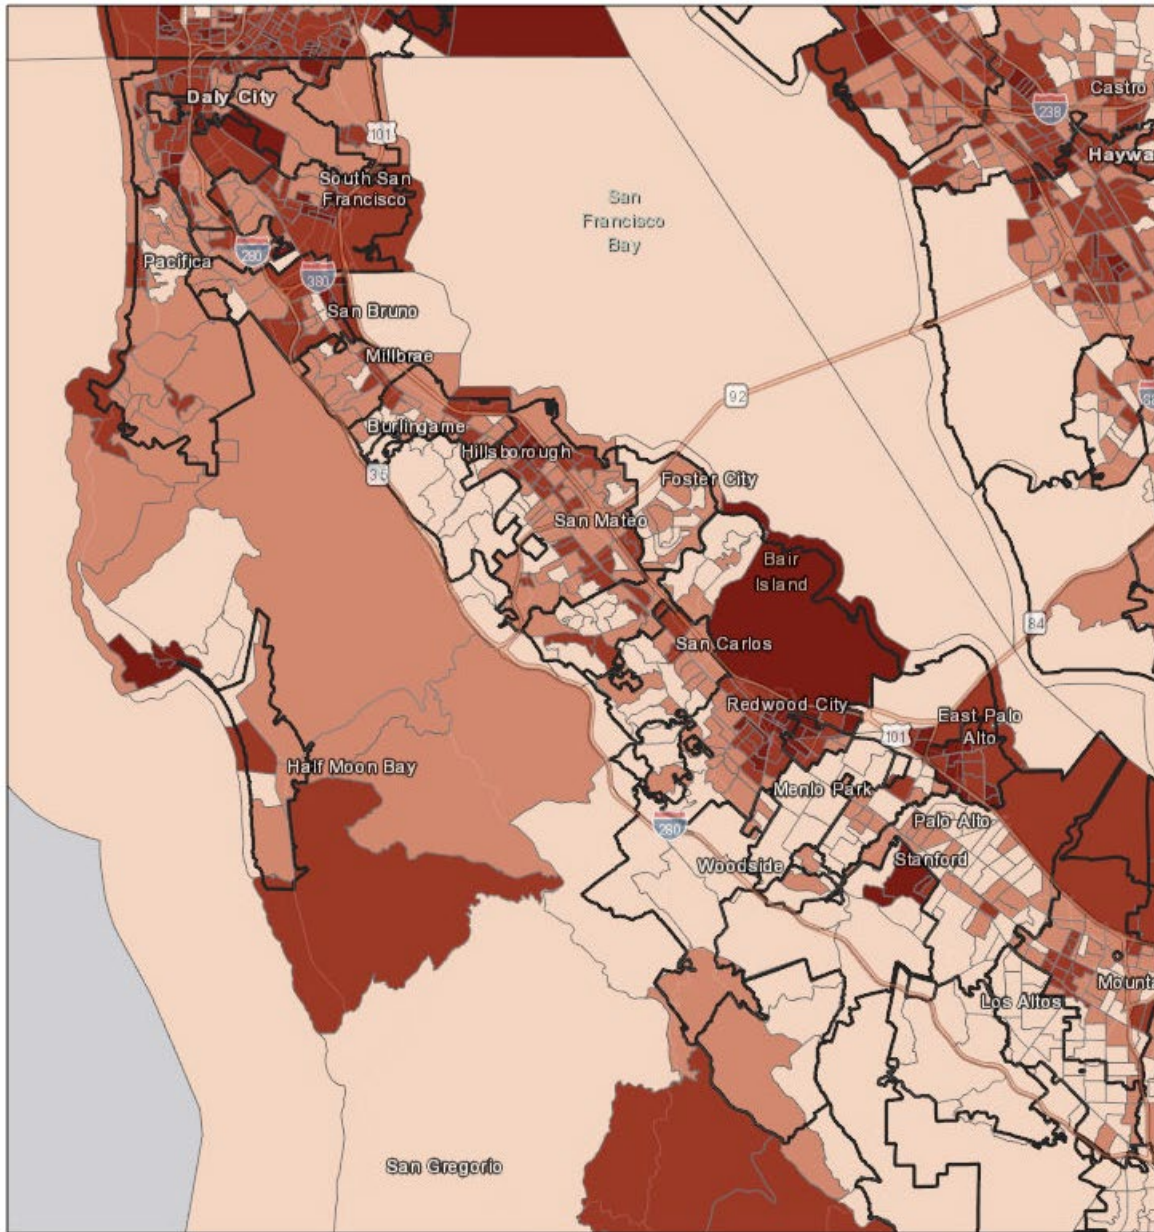 Castro
Daly City
238
101
Haywa
South San
Francisco
San
Francisco
Bay
280
Pacifica
380
San Bruno
Millbrae
92
Burlingame
Hillsborough
35
Foster City
San Mateo
Bair
Island
84
San Carlos
Redwood City
East Palo
Alto
101
Half Moon Bay
Menlo Park
280
Palo Alto
Stanford
Woodside
Mounta
Los Altos
San Gregorio